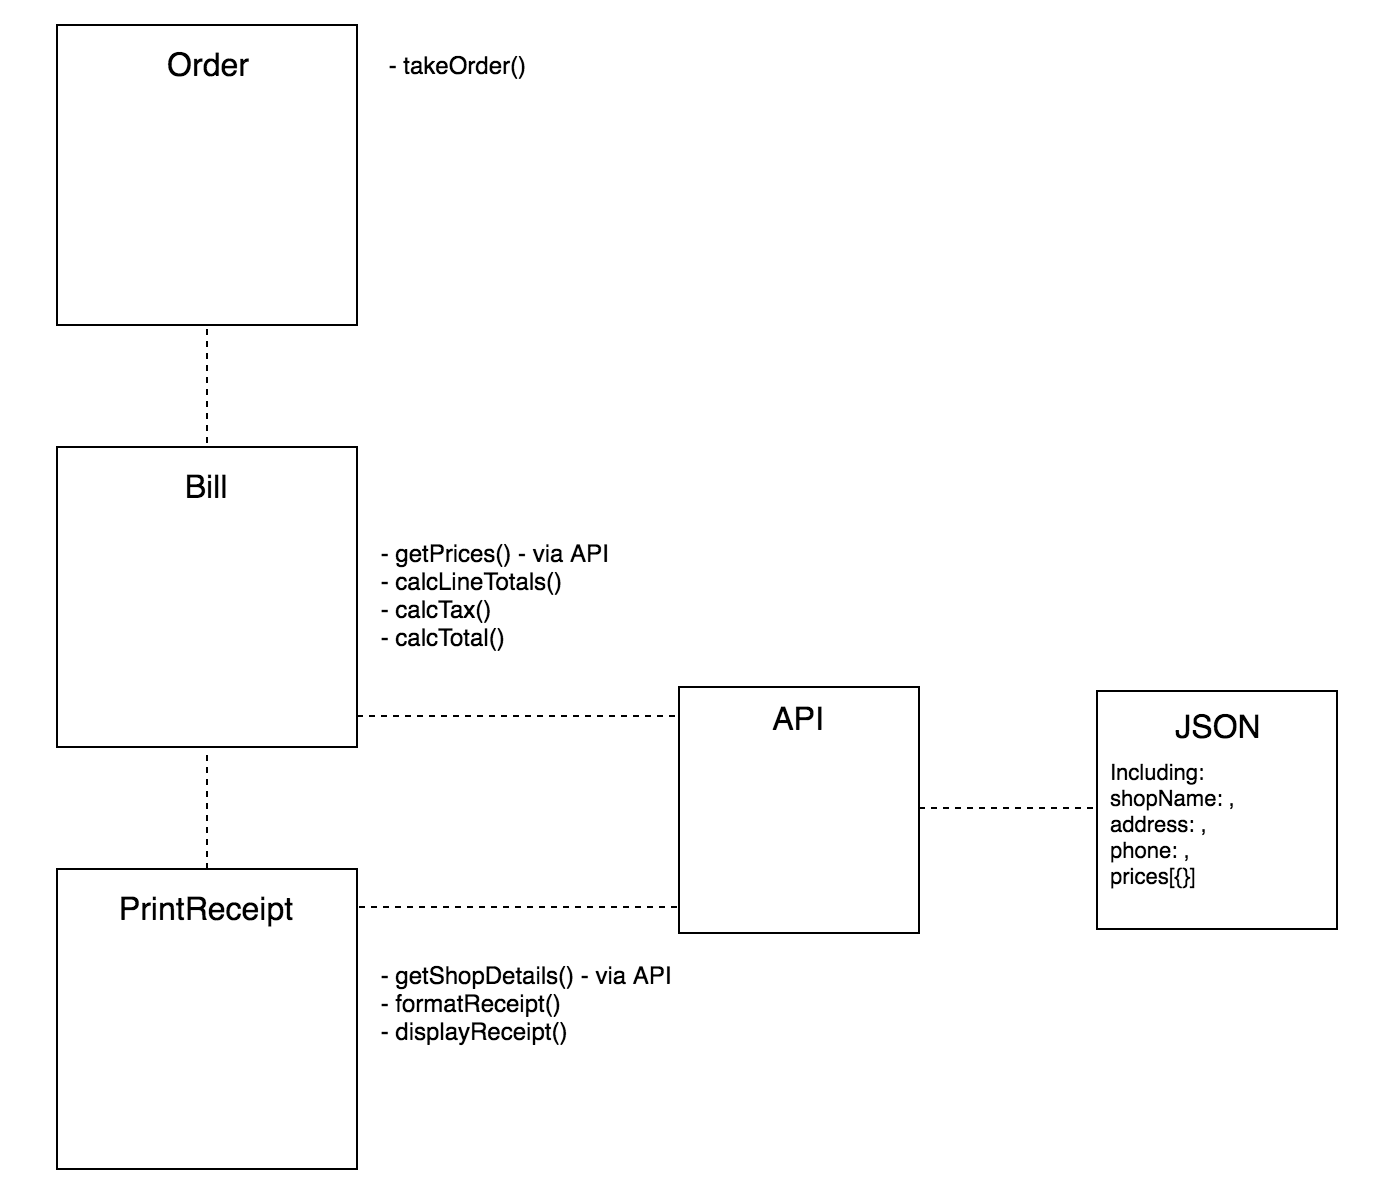 Order
- takeOrder()
Bill
- getPrices() - via API
- calcLineTotals()
- calcTax()
- calcTotal()
API
JSON
Including:
shopName: ,
address: ,
phone: ,
prices[{}]
PrintReceipt
- getShopDetails() - via API
- formatReceipt()
- displayReceipt()